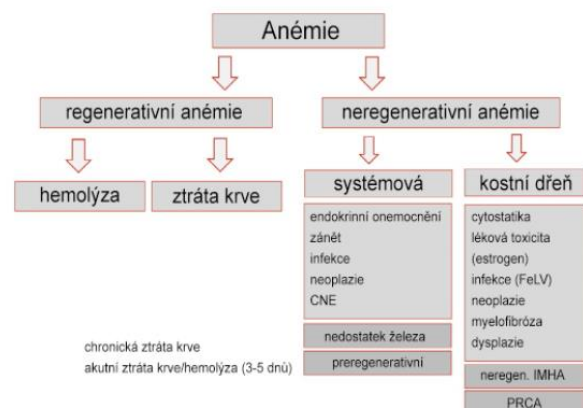 Anémie
regenerativní anémie
neregenerativní anémie
hemolýza
ztráta krve
systémová
kostní dřeň
endokrinní onemocnění
zánět
infekce
neoplazie
CNE
nedostatek železa
preregenerativní
cytostatika
léková toxicita
(estrogen)
infekce (FeLV)
neoplazie
myelofibróza
dysplazie
neregen. IMHA
PRCA
chronická ztráta krve
akutní ztráta krve/hemolýza (3-5 dnů)